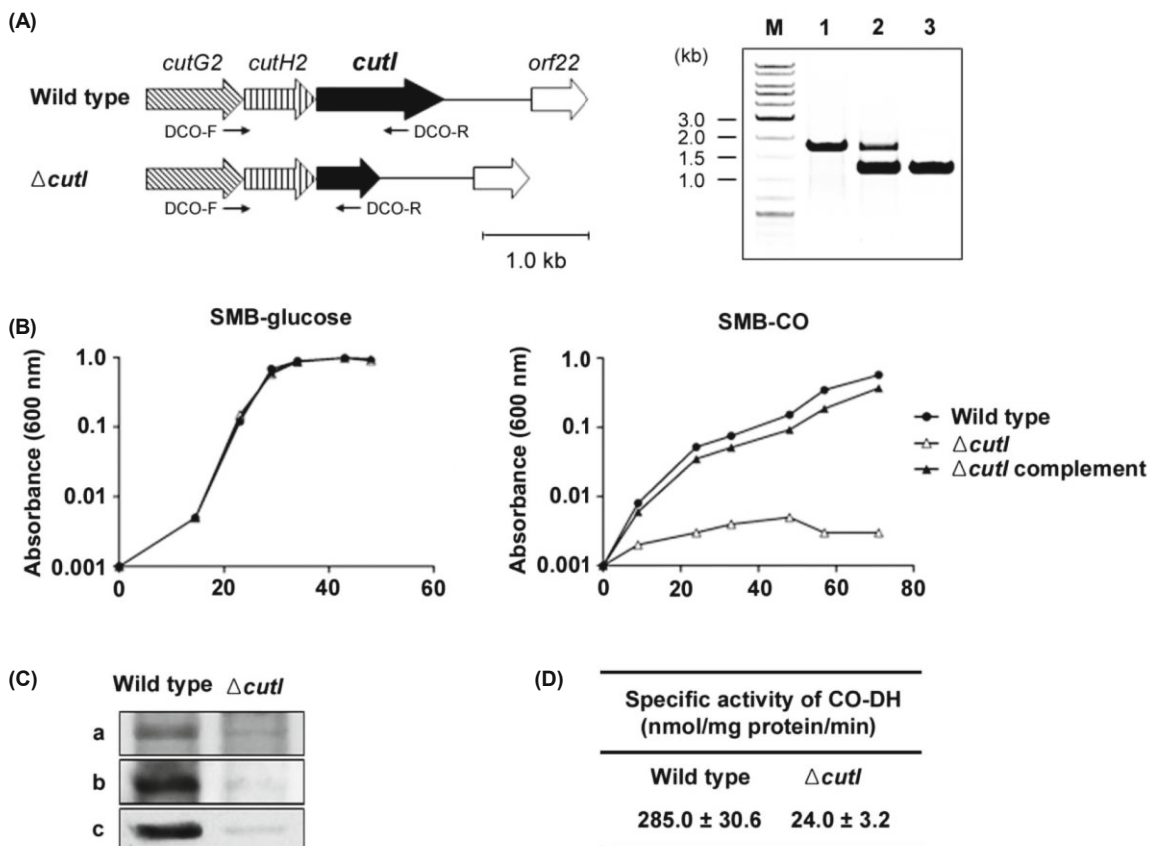 (A)
cutG2 cutH2 cutI orf22
Wild type
DCO-F DCO-R
ΔcutI
DCO-F DCO-R
1.0 kb
M 1 2 3
(kb)
3.0
2.0
1.5
1.0
(B)
SMB-glucose
Absorbance (600 nm)
1.0
0.1
0.01
0.001
0 20 40 60
SMB-CO
Absorbance (600 nm)
1.0
0.1
0.01
0.001
0 20 40 60 80
Wild type
ΔcutI
ΔcutI complement
(C)
Wild type ΔcutI
a
b
c
(D)
Specific activity of CO-DH
(nmol/mg protein/min)
Wild type ΔcutI
285.0 ± 30.6 24.0 ± 3.2